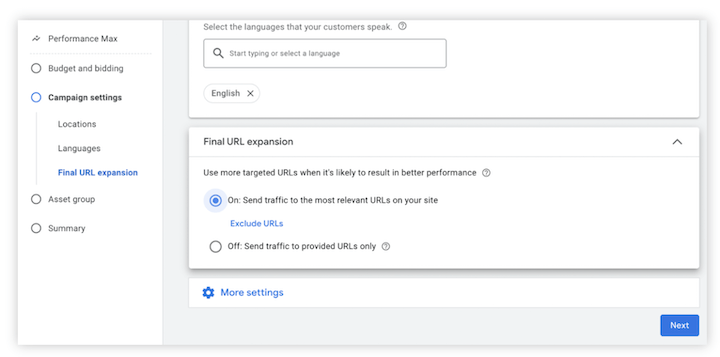 Performance Max
Budget and bidding
Campaign settings
Locations
Languages
Final URL expansion
Asset group
Summary
Select the languages that your customers speak.
Start typing or select a language
English
Final URL expansion
Use more targeted URLs when it's likely to result in better performance
On: Send traffic to the most relevant URLs on your site
Exclude URLs
Off: Send traffic to provided URLs only
More settings
Next